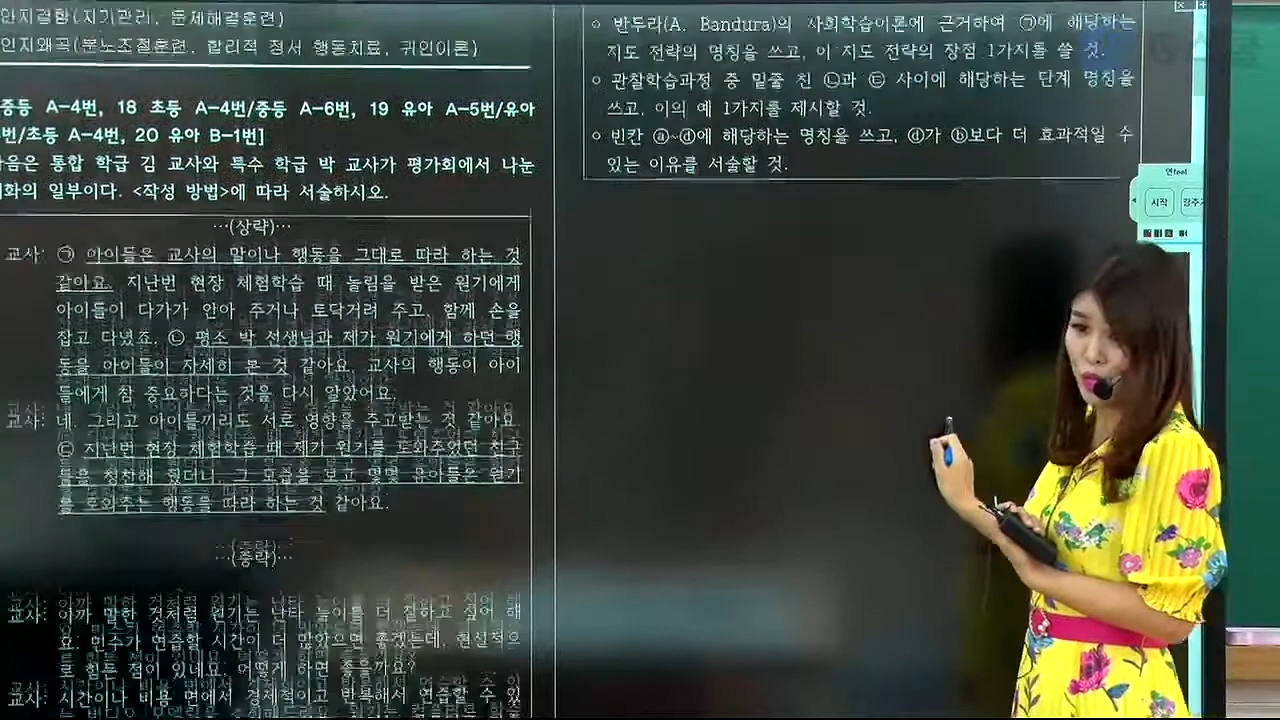 인지결함(자기관리, 문제해결훈련)
인지왜곡(분노조절훈련, 합리적 정서 행동치료, 귀인이론)
중등 A-4번, 18 초등 A-4번/중등 A-6번, 19 유아 A-5번/유아
번/초등 A-4번, 20 유아 B-1번]
음은 통합 학급 김 교사와 특수 학급 박 교사가 평가회에서 나눈
화의 일부이다. <작성 방법>에 따라 서술하시오.
…(상략)…
교사: ㉠ 아이들은 교사의 말이나 행동을 그대로 따라 하는 것
같아요. 지난번 현장 체험학습 때 놀림을 받은 원기에게
아이들이 다가가 안아 주거나 토닥거려 주고, 함께 손을
잡고 다녔죠. ㉡ 평소 박 선생님과 제가 원기에게 하던 행
동을 아이들이 자세히 본 것 같아요. 교사의 행동이 아이
들에게 참 중요하다는 것을 다시 알았어요.
교사: 네. 그리고 아이들끼리도 서로 영향을 주고받는 것 같아요.
㉢ 지난번 현장 체험학습 때 제가 원기를 도와주었던 친구
들을 칭찬해 줬더니, 그 모습을 보고 몇몇 유아들은 원기
를 도와주는 행동을 따라 하는 것 같아요.
…(중략)…
교사: 아까 말한 것처럼 원기는 난타 놀이를 더 잘하고 싶어 해
요. 연습할 시간이 더 많았으면 좋겠는데, 현실적으
로 힘든 점이 있네요. 어떻게 하면 좋을까요?
교사: 시간이나 비용 면에서 경제적이고 반복해서 연습할 수 있
○ 반두라(A. Bandura)의 사회학습이론에 근거하여 ㉠에 해당하는
지도 전략의 명칭을 쓰고, 이 지도 전략의 장점 1가지를 쓸 것.
○ 관찰학습과정 중 밑줄 친 ㉡과 ㉢ 사이에 해당하는 단계 명칭을
쓰고, 이의 예 1가지를 제시할 것.
○ 빈칸 ⓐ~ⓓ에 해당하는 명칭을 쓰고, ⓓ가 ⓑ보다 더 효과적일 수
있는 이유를 서술할 것.
연tool
시작